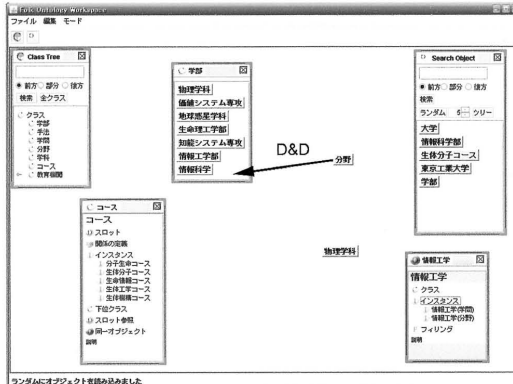 Folk Ontology Workspace
ファイル 編集 モード
Class Tree
前方 部分 後方
検索 全クラス
クラス
学部
手法
学問
分野
学科
コース
教育機関
学部
物理学科
価値システム専攻
地球惑星学科
生命理工学部
知能システム専攻
情報工学部
情報科学
D&D
分野
Search Object
前方 部分 後方
検索
ランダム 5 ツリー
大学
情報科学部
生体分子コース
東京工業大学
学部
コース
コース
スロット
関係の定義
インスタンス
分子生命コース
生体分子コース
生命情報コース
生体工学コース
生体機構コース
下位クラス
スロット参照
同一オブジェクト
説明
物理学科
情報工学
情報工学
クラス
インスタンス
情報工学(学問)
情報工学(分野)
フィリング
説明
ランダムにオブジェクトを読み込みました